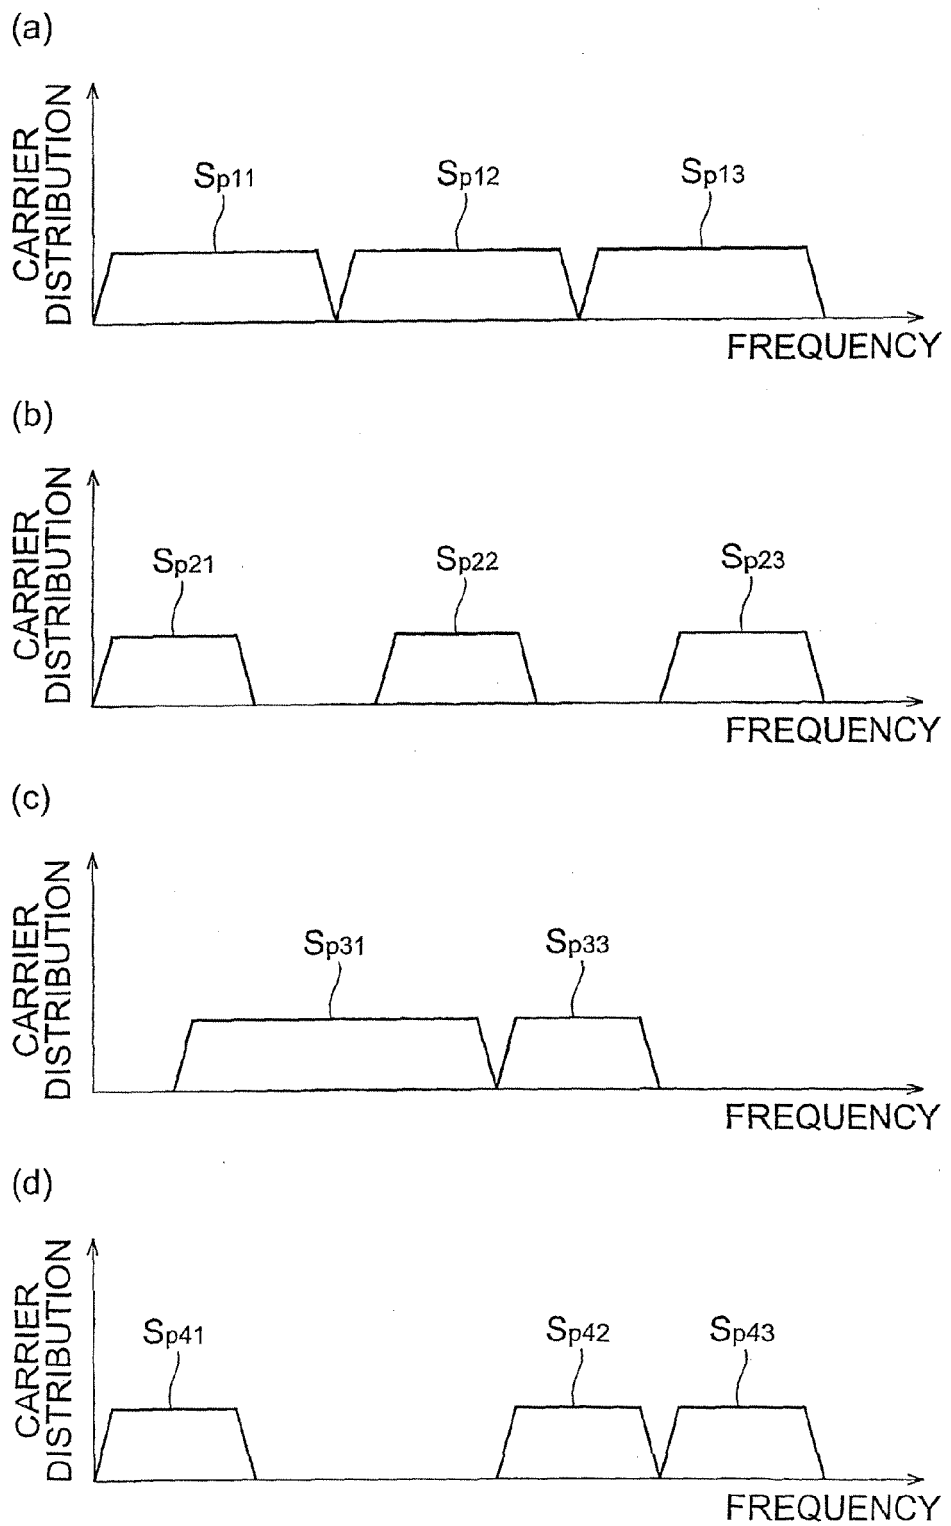 (a)
CARRIER
DISTRIBUTION
Sp11
Sp12
Sp13
FREQUENCY
(b)
CARRIER
DISTRIBUTION
Sp21
Sp22
Sp23
FREQUENCY
(c)
CARRIER
DISTRIBUTION
Sp31
Sp33
FREQUENCY
(d)
CARRIER
DISTRIBUTION
Sp41
Sp42
Sp43
FREQUENCY